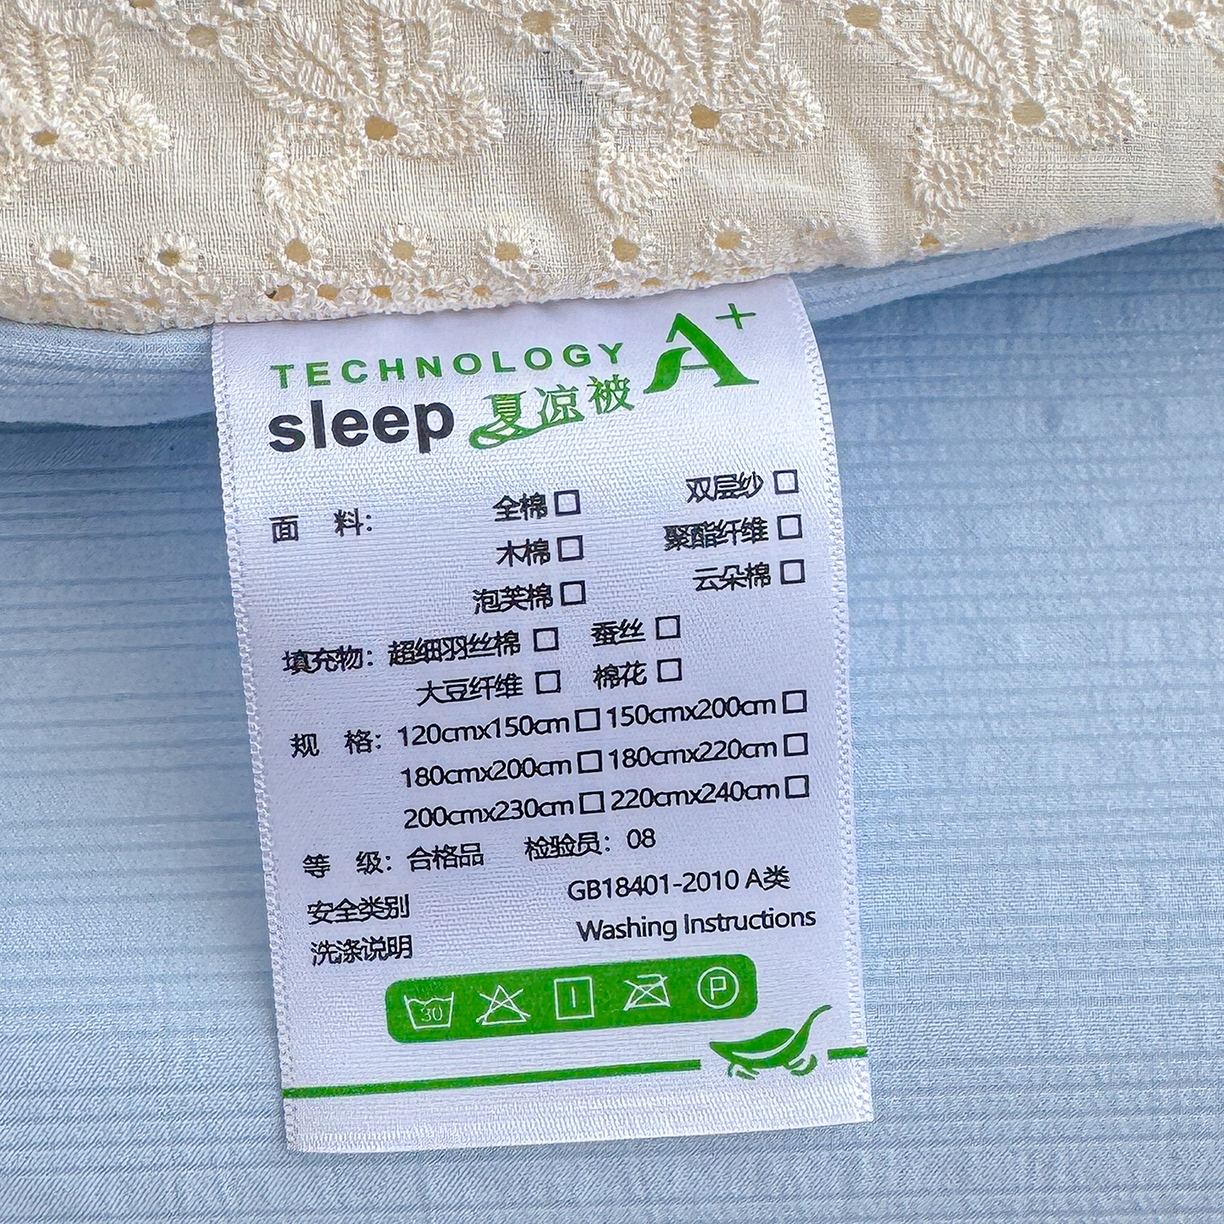 TECHNOLOGY A+
sleep 夏凉被
面 料： 全棉□ 双层纱□
木棉□ 聚酯纤维□
泡芙棉□ 云朵棉□
填充物：超细羽丝棉□ 蚕丝□
大豆纤维□ 棉花□
规 格：120cmx150cm□150cmx200cm□
180cmx200cm□180cmx220cm□
200cmx230cm□220cmx240cm□
等 级：合格品 检验员：08
安全类别 GB18401-2010 A类
洗涤说明 Washing Instructions
30 P